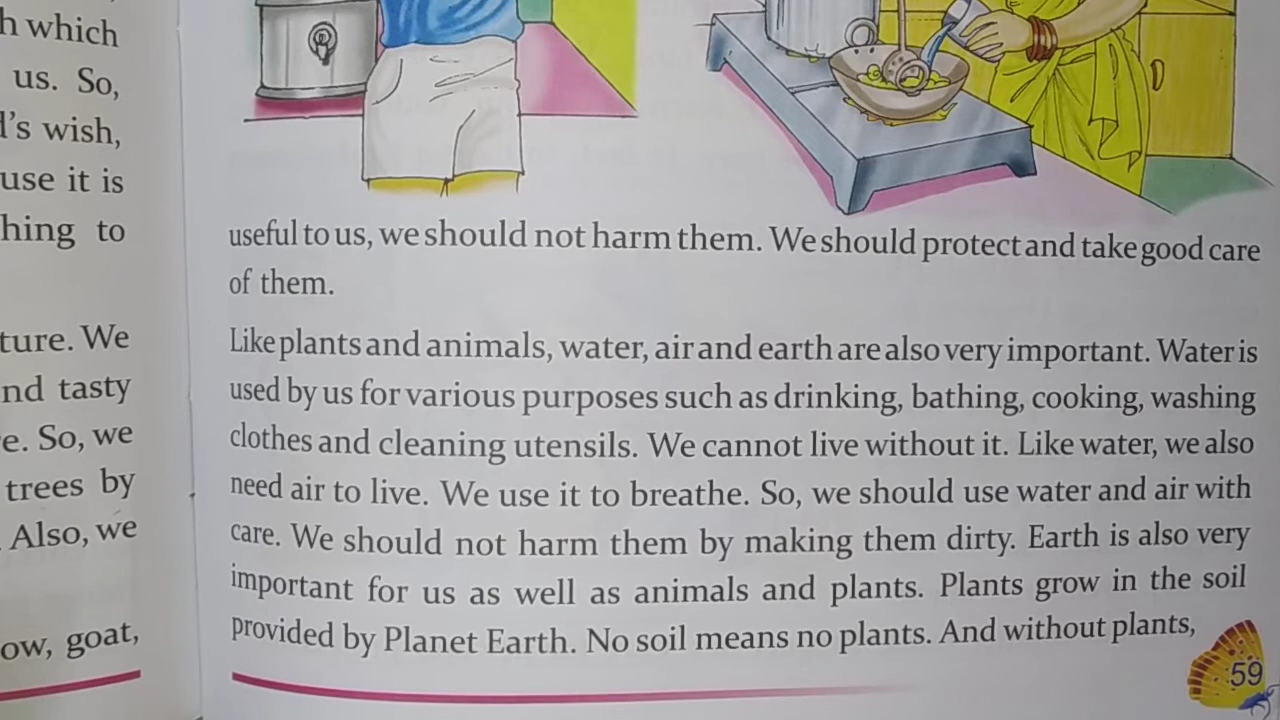 h which
us. So,
l's wish,
use it is
hing to
ture. We
nd tasty
e. So, we
trees by
. Also, we
ow, goat,
useful to us, we should not harm them. We should protect and take good care
of them.
Like plants and animals, water, air and earth are also very important. Water is
used by us for various purposes such as drinking, bathing, cooking, washing
clothes and cleaning utensils. We cannot live without it. Like water, we also
need air to live. We use it to breathe. So, we should use water and air with
care. We should not harm them by making them dirty. Earth is also very
important for us as well as animals and plants. Plants grow in the soil
provided by Planet Earth. No soil means no plants. And without plants,
59